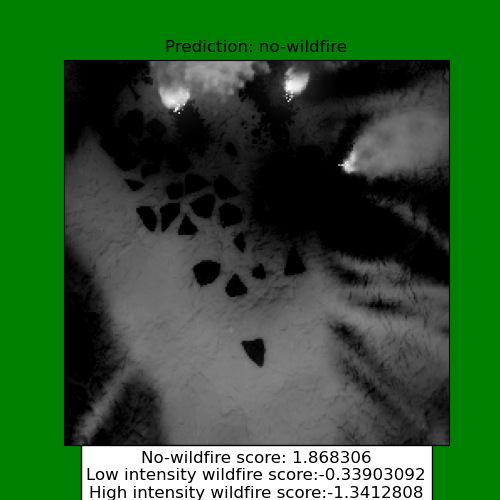 Prediction: no-wildfire
No-wildfire score: 1.868306
Low intensity wildfire score:-0.33903092
High intensity wildfire score:-1.3412808